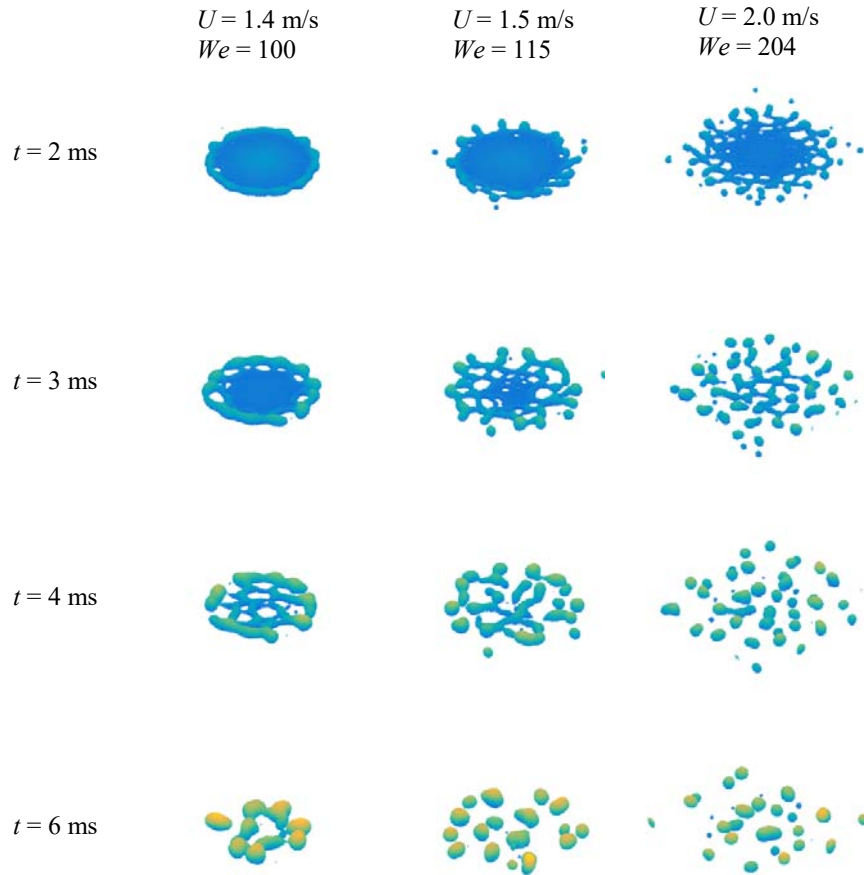 U = 1.4 m/s
We = 100
U = 1.5 m/s
We = 115
U = 2.0 m/s
We = 204
t = 2 ms
t = 3 ms
t = 4 ms
t = 6 ms